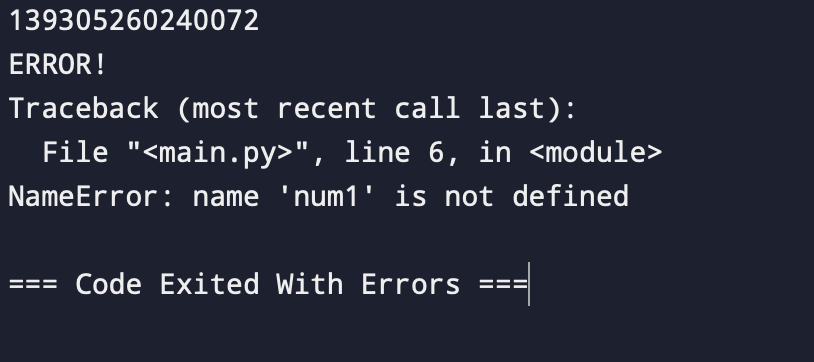 139305260240072
ERROR!
Traceback (most recent call last):
  File "<main.py>", line 6, in <module>
NameError: name 'num1' is not defined

=== Code Exited With Errors ===